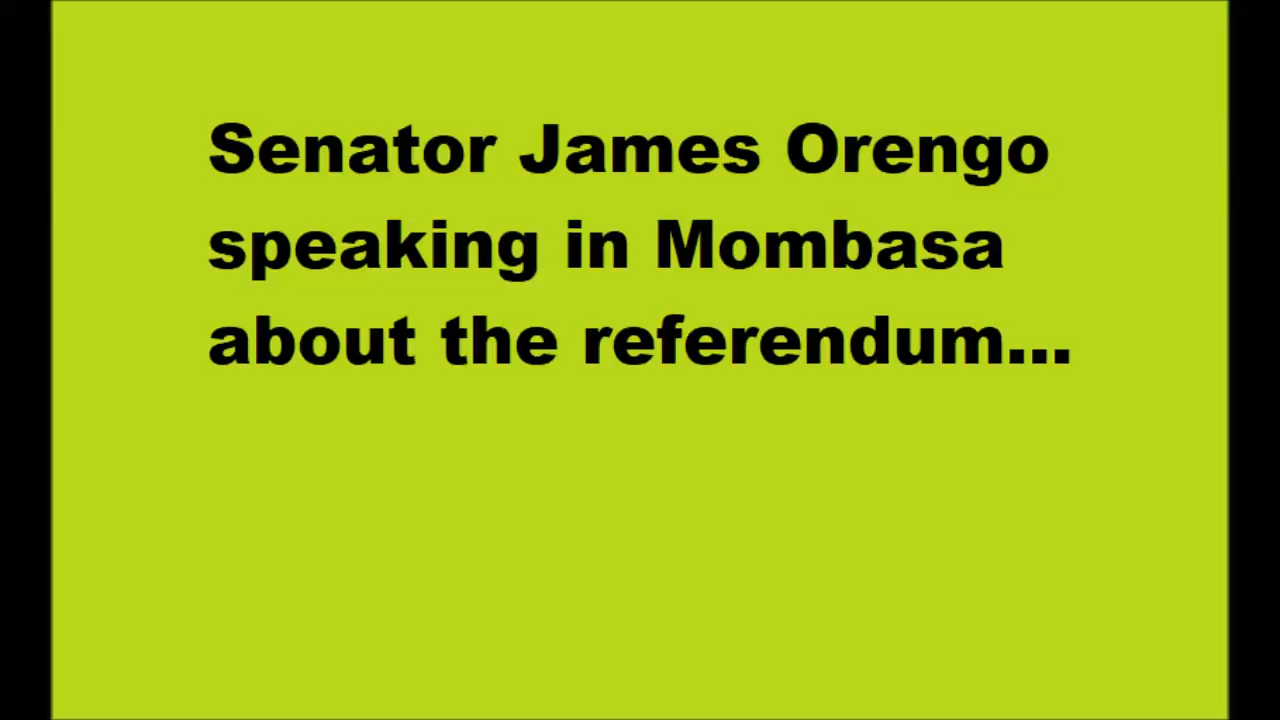 Senator James Orengo
speaking in Mombasa
about the referendum...